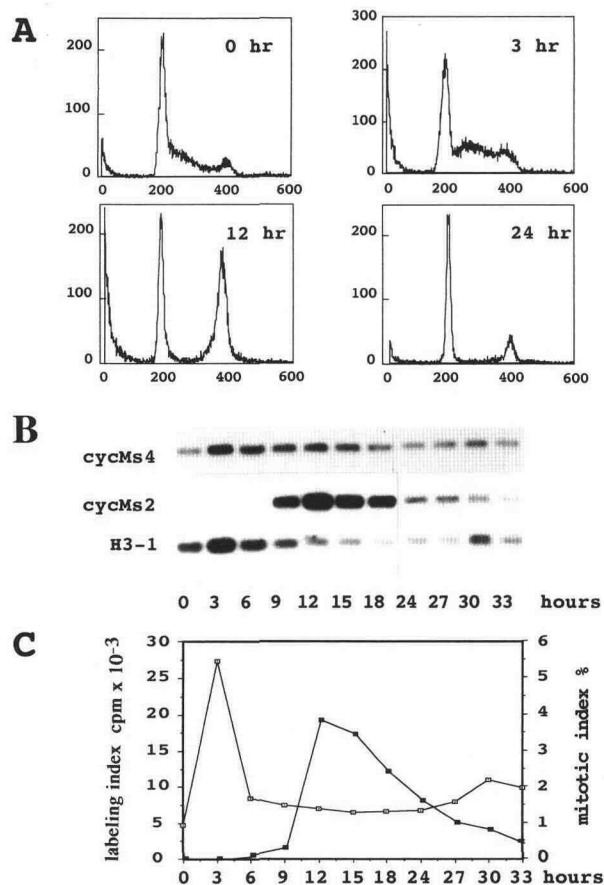 A
0 hr
200
100
0
0 200 400 600
3 hr
300
200
100
0
0 200 400 600
12 hr
200
100
0
0 200 400 600
24 hr
200
100
0
0 200 400 600
B
cycMs4
cycMs2
H3-1
0 3 6 9 12 15 18 24 27 30 33 hours
C
labeling index cpm x 10-3
30
25
20
15
10
5
0
mitotic index %
6
5
4
3
2
1
0
0 3 6 9 12 15 18 24 27 30 33 hours